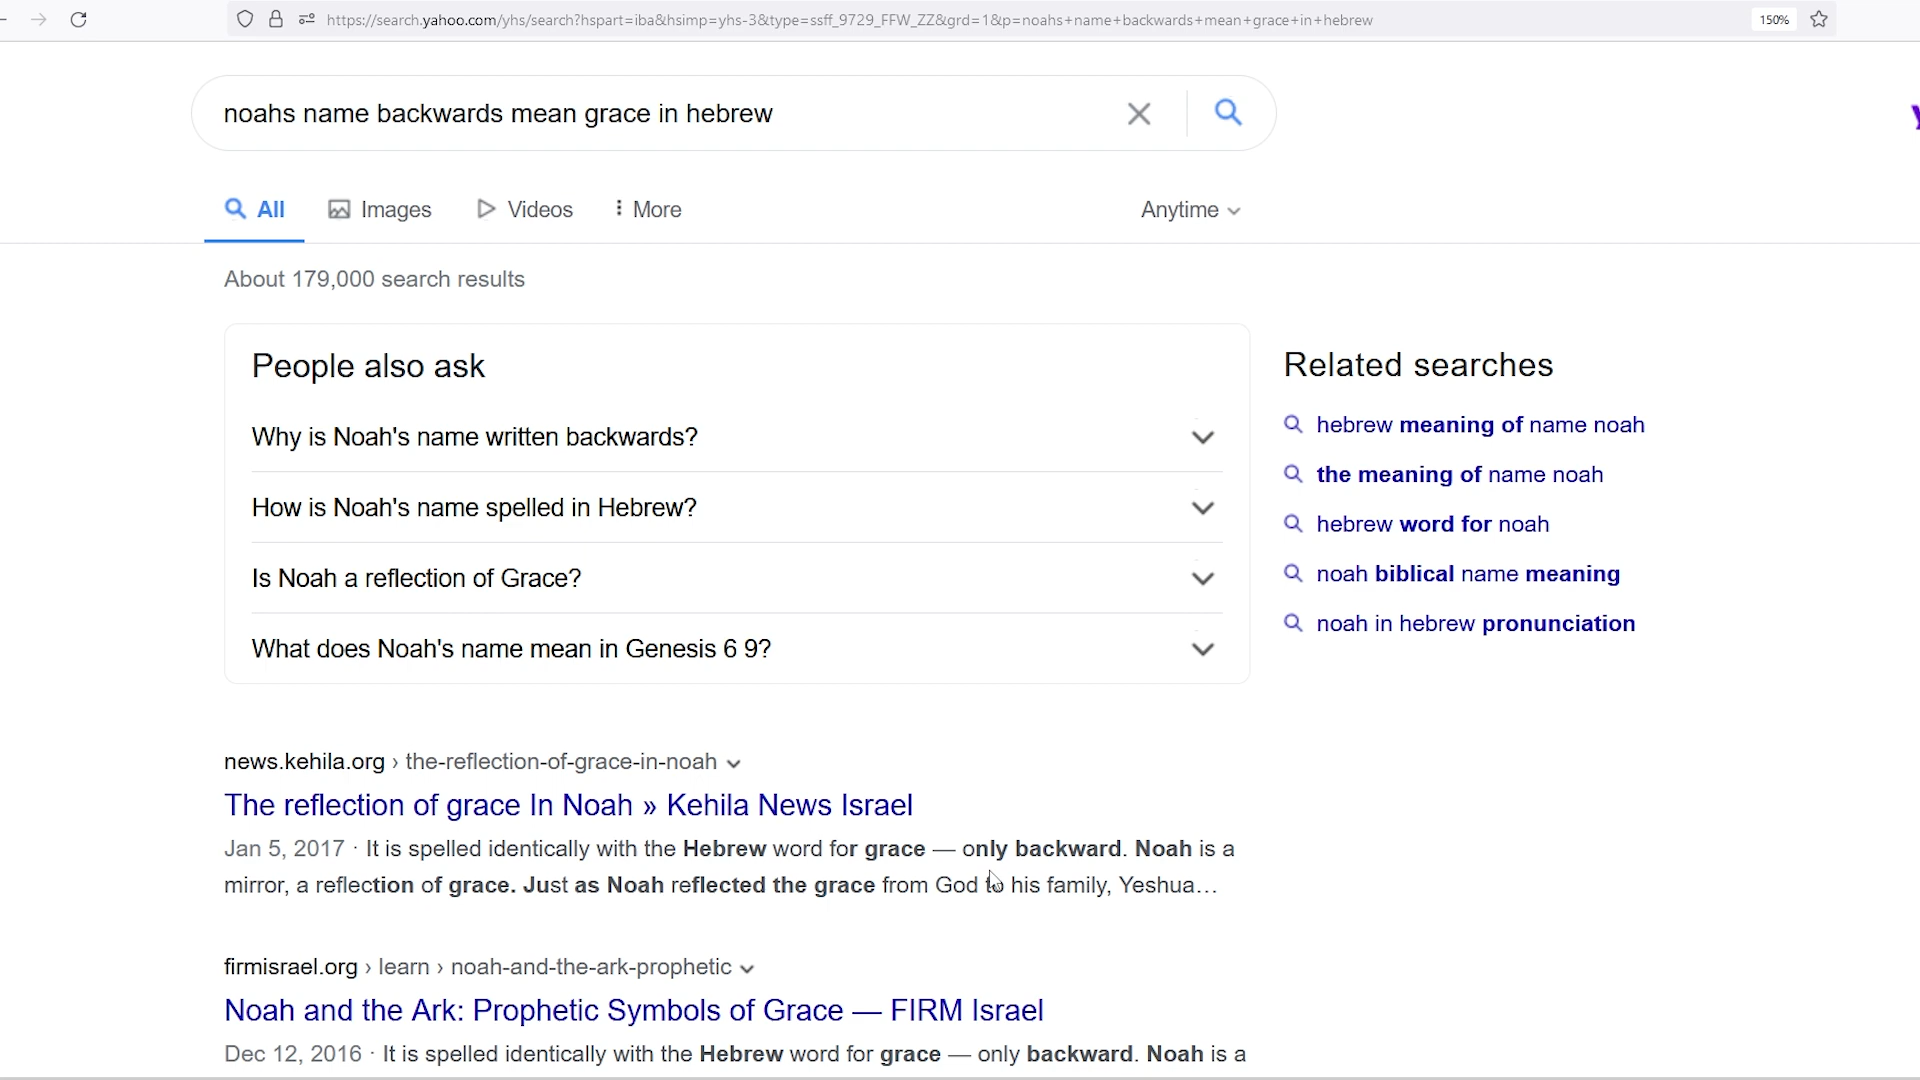 https://search.yahoo.com/yhs/search?hspart=iba&hsimp=yhs-3&type=ssff_9729_FFW_ZZ&grd=1&p=noahs+name+backwards+mean+grace+in+hebrew
150%
noahs name backwards mean grace in hebrew
All
Images
Videos
More
Anytime
About 179,000 search results
People also ask
Why is Noah's name written backwards?
How is Noah's name spelled in Hebrew?
Is Noah a reflection of Grace?
What does Noah's name mean in Genesis 6 9?
Related searches
hebrew meaning of name noah
the meaning of name noah
hebrew word for noah
noah biblical name meaning
noah in hebrew pronunciation
news.kehila.org › the-reflection-of-grace-in-noah
The reflection of grace In Noah » Kehila News Israel
Jan 5, 2017 · It is spelled identically with the Hebrew word for grace — only backward. Noah is a
mirror, a reflection of grace. Just as Noah reflected the grace from God to his family, Yeshua...
firmisrael.org › learn › noah-and-the-ark-prophetic
Noah and the Ark: Prophetic Symbols of Grace — FIRM Israel
Dec 12, 2016 · It is spelled identically with the Hebrew word for grace — only backward. Noah is a